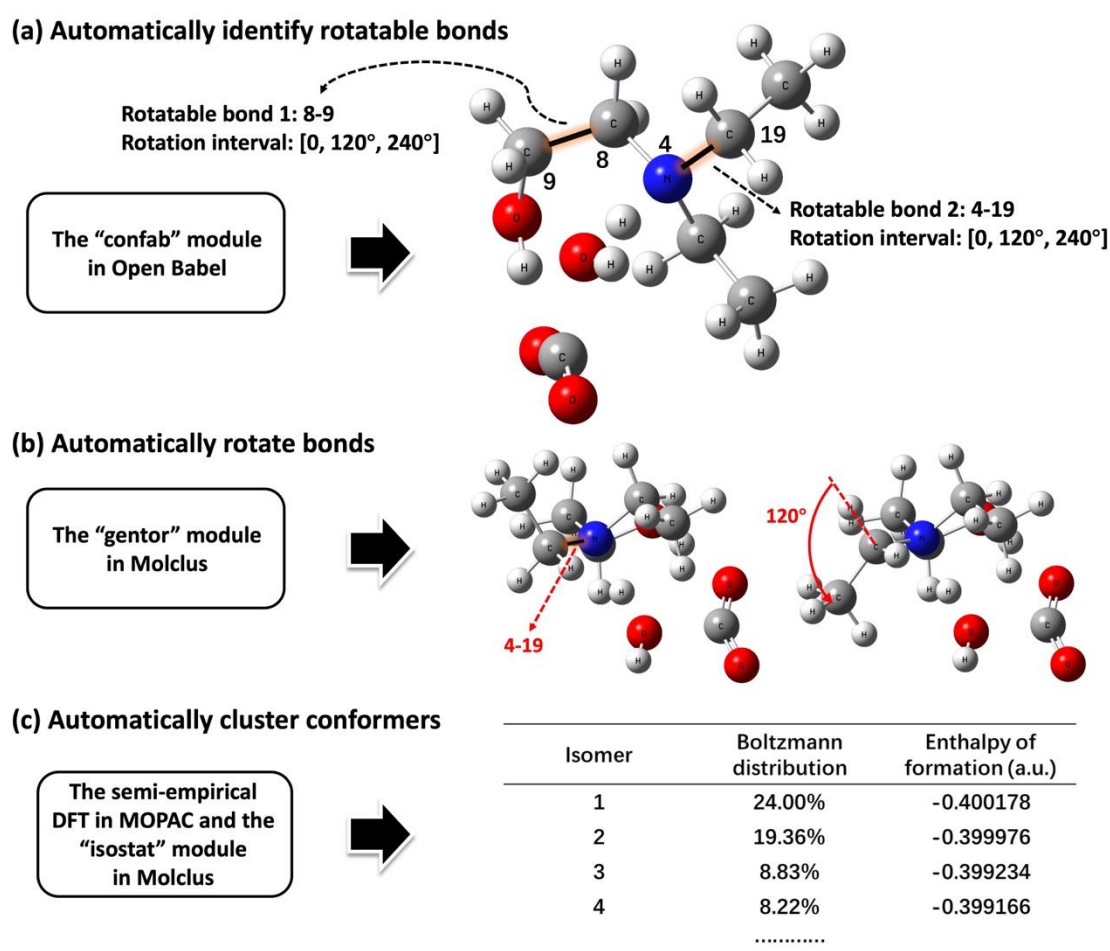 (a) Automatically identify rotatable bonds
Rotatable bond 1: 8-9
Rotation interval: [0, 120°, 240°]
The “confab” module
in Open Babel
8
9
4
19
Rotatable bond 2: 4-19
Rotation interval: [0, 120°, 240°]
(b) Automatically rotate bonds
The “gentor” module
in Molclus
4-19
120°
(c) Automatically cluster conformers
The semi-empirical
DFT in MOPAC and the
“isostat” module
in Molclus
Isomer Boltzmann distribution Enthalpy of formation (a.u.)
1 24.00% -0.400178
2 19.36% -0.399976
3 8.83% -0.399234
4 8.22% -0.399166
............